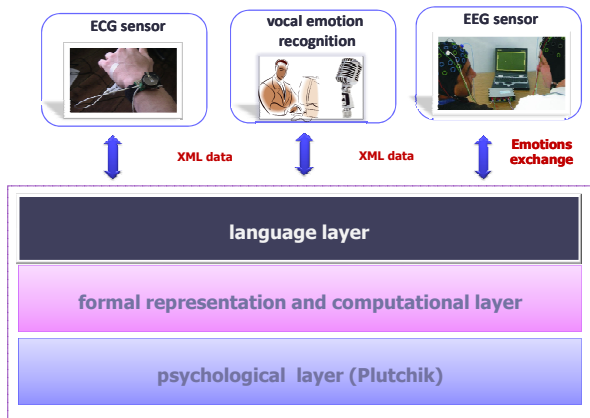 ECG sensor
vocal emotion
recognition
EEG sensor
XML data
XML data
Emotions
exchange
language layer
formal representation and computational layer
psychological layer (Plutchik)